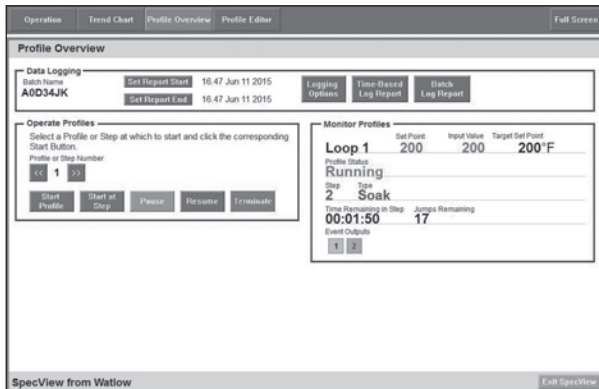 Operation Trend Chart Profile Overview Profile Editor Full Screen
Profile Overview
Data Logging
Batch Name
A0D34JK
Set Report Start 16.47 Jun 11 2015
Set Report End 16.47 Jun 11 2015
Logging Options
Time-Based Log Report
Batch Log Report
Operate Profiles
Select a Profile or Step at which to start and click the corresponding
Start Button.
Profile or Step Number
<< 1 >>
Start Profile
Start at Step
Pause
Resume
Terminate
Monitor Profiles
Set Point Input Value Target Set Point
Loop 1 200 200 200°F
Profile Status
Running
Step Type
2 Soak
Time Remaining in Step Jumps Remaining
00:01:50 17
Event Outputs
1 2
SpecView from Watlow Exit SpecView